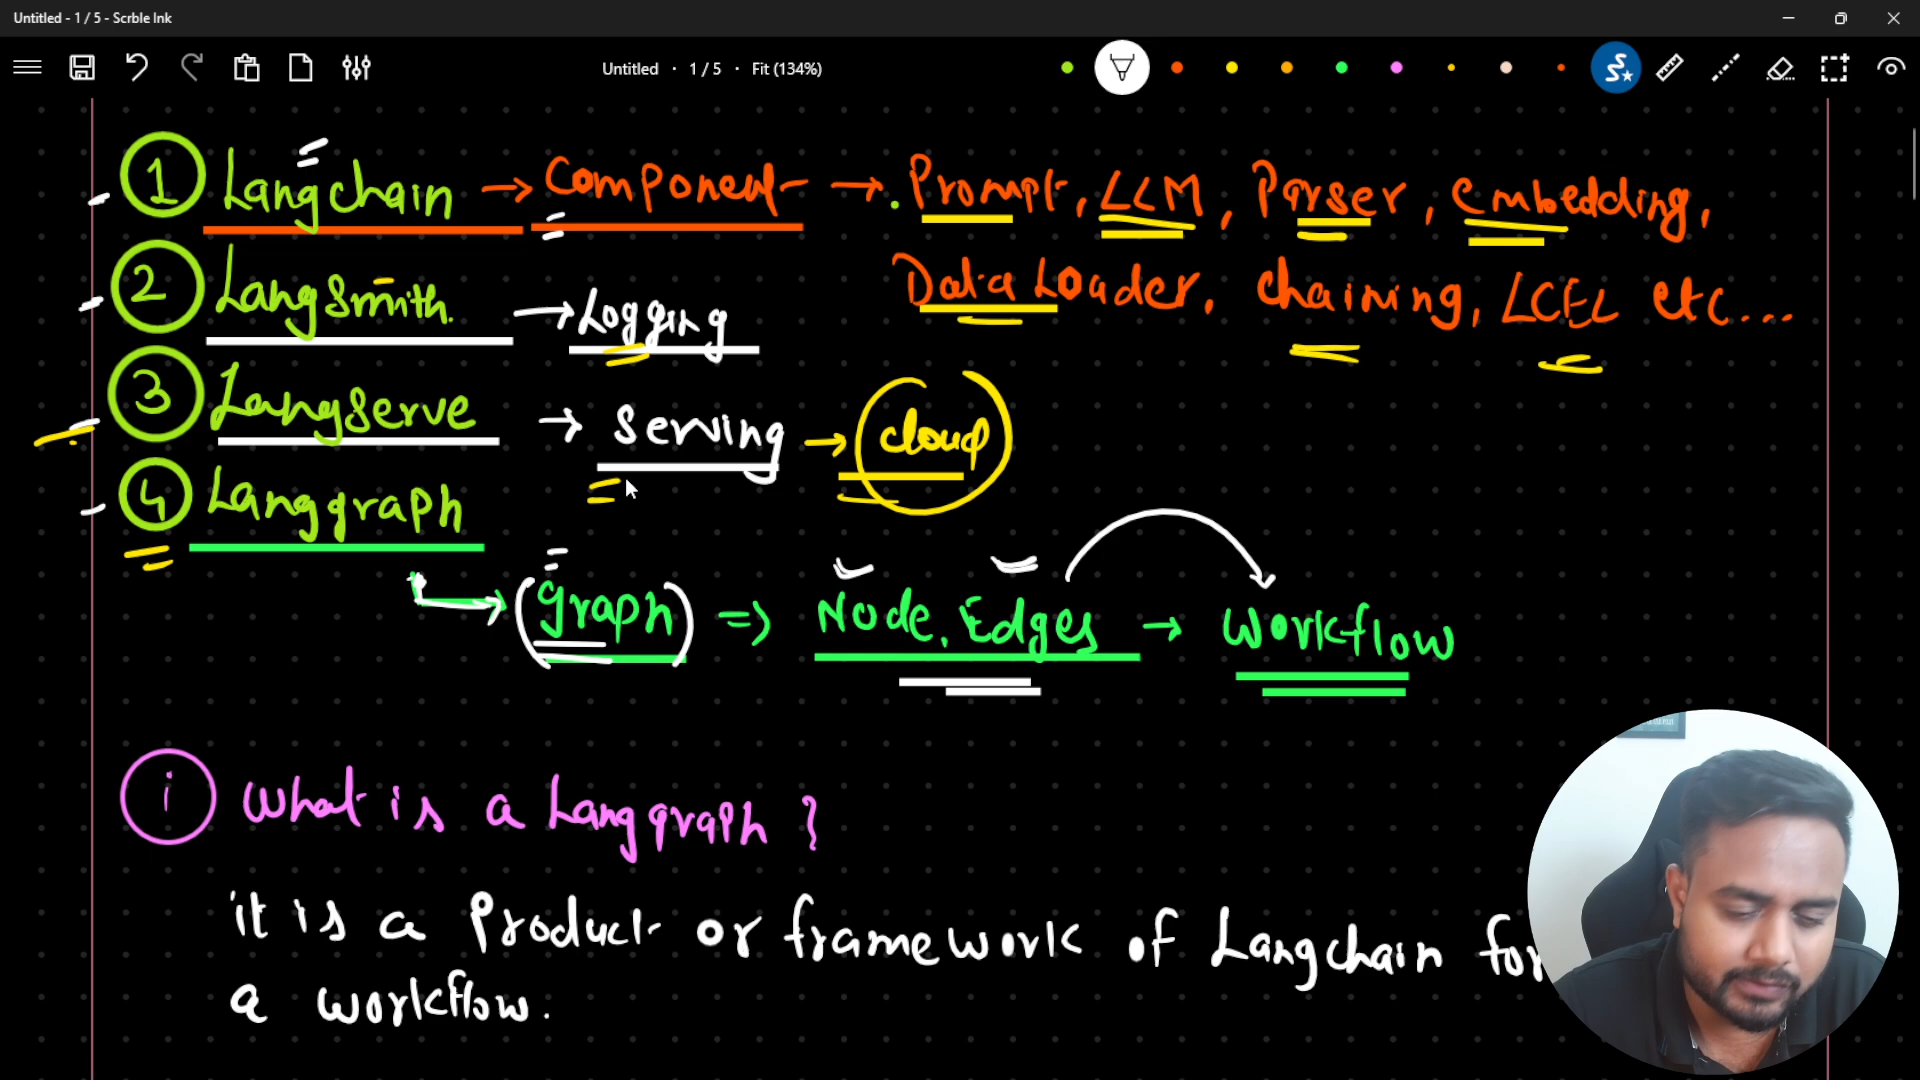 Untitled - 1 / 5 - Scrble Ink
Untitled · 1 / 5 · Fit (134%)
1 Langchain → Component → . Prompt, LLM, Parser, Embedding,
Data Loader, chaining, LCEL etc...
2 LangSmith. → Logging
3 LangServe → Serving → cloud
4 Langgraph
→ (graph) => Node, Edges → Workflow
i What is a Langgraph ?
it is a Product or framework of Langchain for
a workflow.